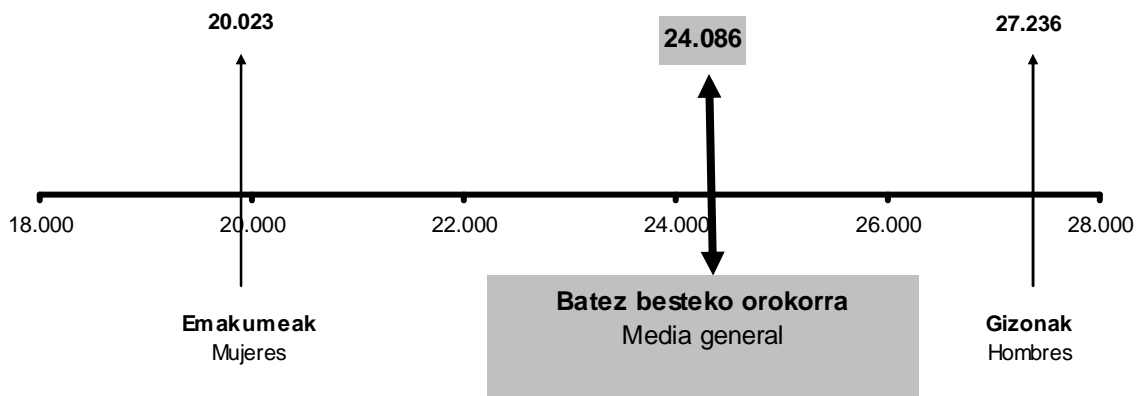 20.023
24.086
27.236
18.000 20.000 22.000 24.000 26.000 28.000
Batez besteko orokorra
Media general
Emakumeak
Mujeres
Gizonak
Hombres